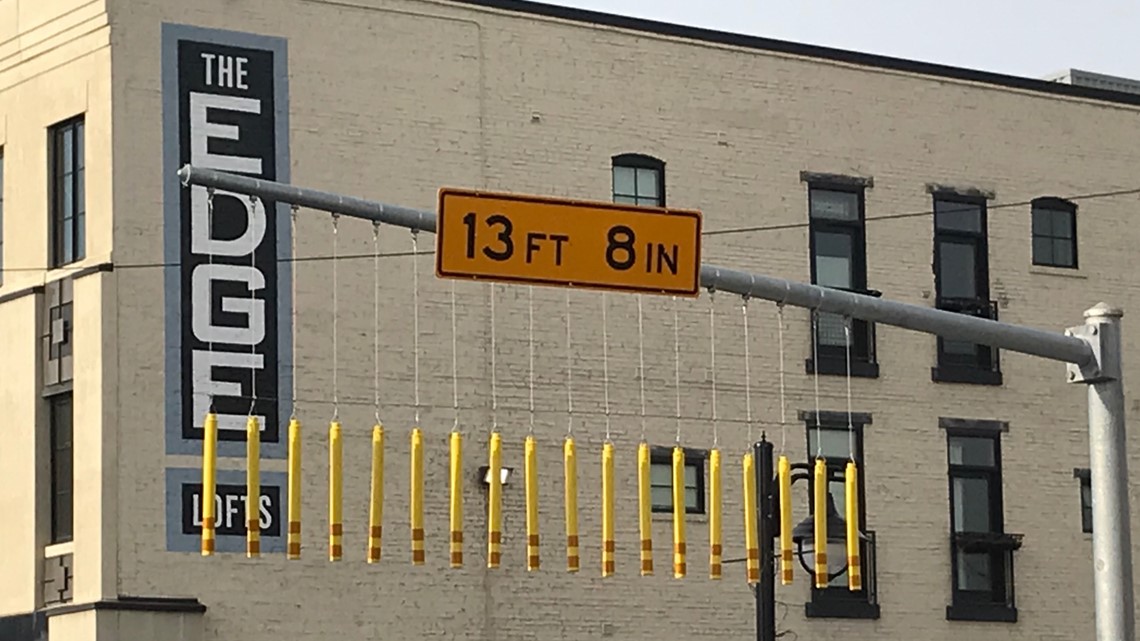 THE
EDGE
LOFTS
13 FT 8 IN